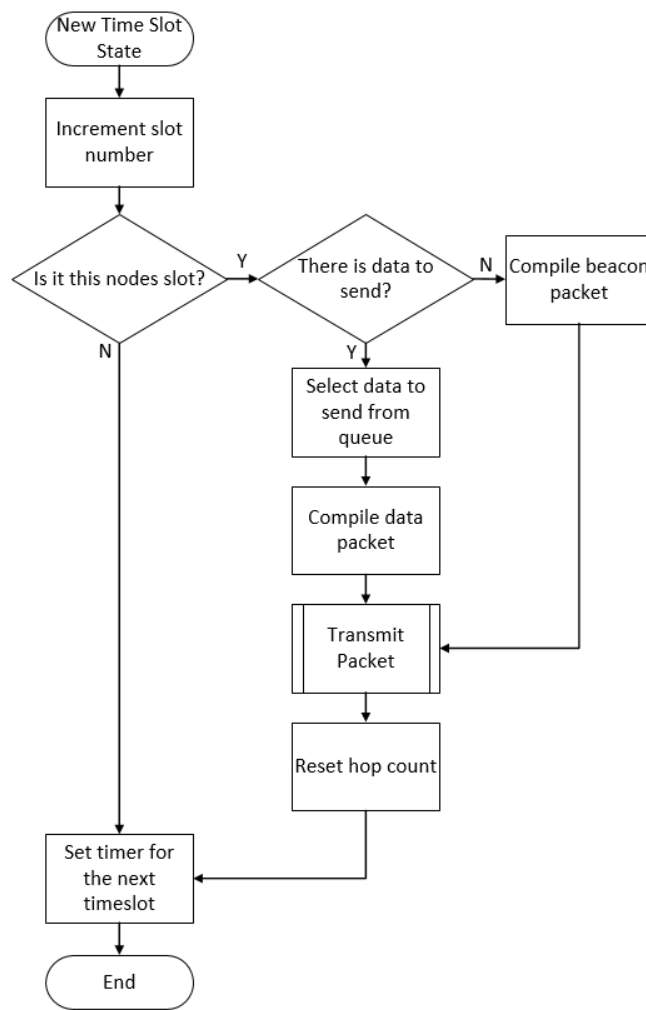 New Time Slot
State
Increment slot
number
Is it this nodes slot?
Y
There is data to
send?
N
Compile beacon
packet
N
Y
Select data to
send from
queue
Compile data
packet
Transmit
Packet
Reset hop count
Set timer for
the next
timeslot
End